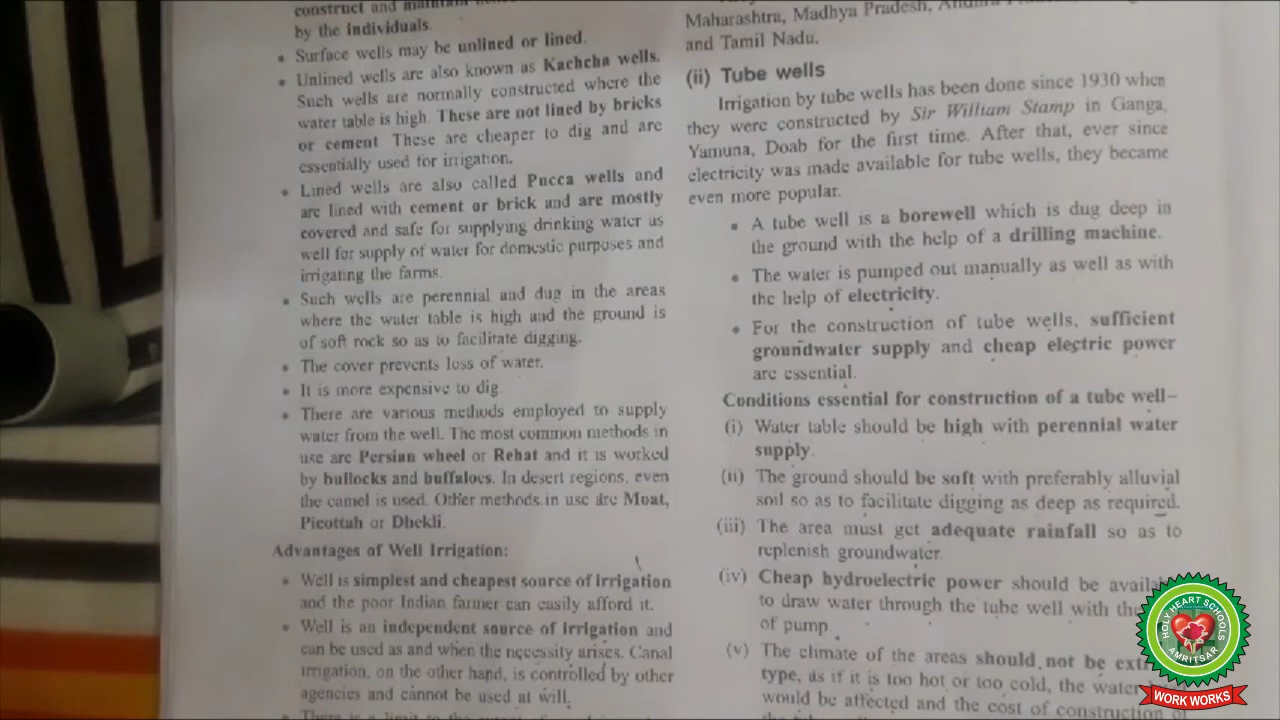 construct and maintain
by the individuals.
• Surface wells may be unlined or lined.
• Unlined wells are also known as Kachcha wells.
Such wells are normally constructed where the
water table is high. These are not lined by bricks
or cement These are cheaper to dig and are
essentially used for irrigation.
• Lined wells are also called Pucca wells and
are lined with cement or brick and are mostly
covered and safe for supplying drinking water as
well for supply of water for domestic purposes and
irrigating the farms.
• Such wells are perennial and dug in the areas
where the water table is high and the ground is
of soft rock so as to facilitate digging.
• The cover prevents loss of water.
• It is more expensive to dig.
• There are various methods employed to supply
water from the well. The most common methods in
use are Persian wheel or Rehat and it is worked
by bullocks and buffaloes. In desert regions, even
the camel is used. Other methods in use are Moat,
Picottah or Dhekli.
Advantages of Well Irrigation:
• Well is simplest and cheapest source of irrigation
and the poor Indian farmer can easily afford it.
• Well is an independent source of irrigation and
can be used as and when the necessity arises. Canal
irrigation, on the other hand, is controlled by other
agencies and cannot be used at will.
• There is a limit to the
Maharashtra, Madhya Pradesh,
and Tamil Nadu.
(ii) Tube wells
Irrigation by tube wells has been done since 1930 when
they were constructed by Sir William Stamp in Ganga,
Yamuna, Doab for the first time. After that, ever since
electricity was made available for tube wells, they became
even more popular.
• A tube well is a borewell which is dug deep in
the ground with the help of a drilling machine.
• The water is pumped out manually as well as with
the help of electricity.
• For the construction of tube wells, sufficient
groundwater supply and cheap electric power
are essential.
Conditions essential for construction of a tube well–
(i) Water table should be high with perennial water
supply.
(ii) The ground should be soft with preferably alluvial
soil so as to facilitate digging as deep as required.
(iii) The area must get adequate rainfall so as to
replenish groundwater.
(iv) Cheap hydroelectric power should be
to draw water through the tube well with
of pump.
(v) The climate of the areas should not be
type, as if it is too hot or too cold, the water
would be affected and the cost of construction of
HOLY HEART SCHOOLS
AMRITSAR
WORK WORKS